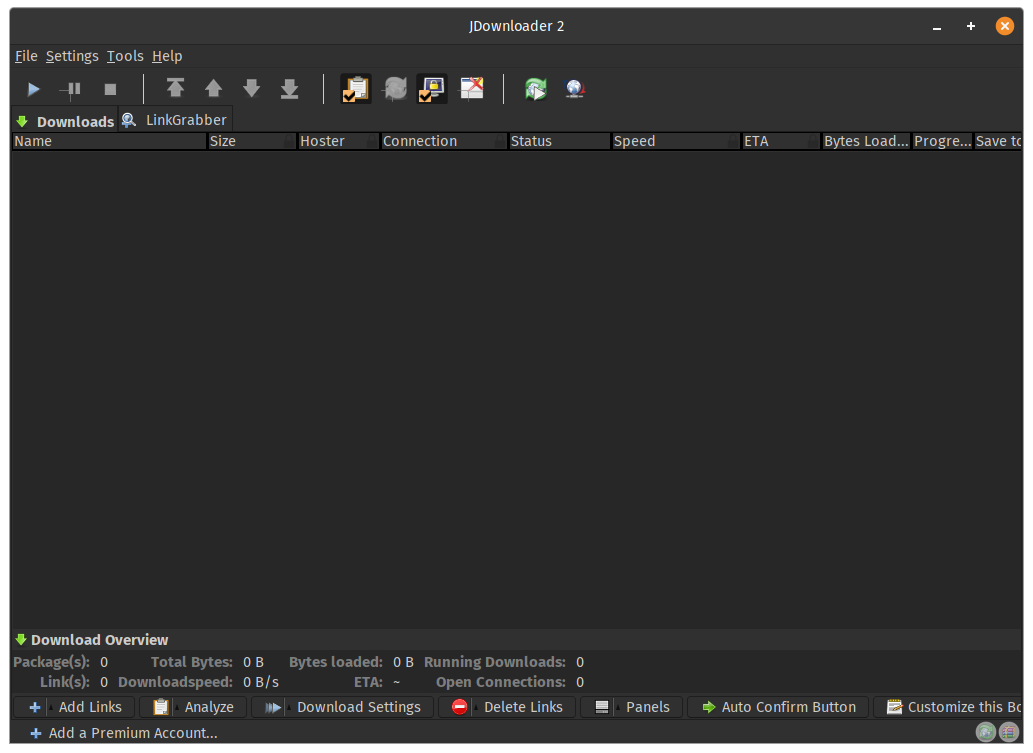 JDownloader 2
File Settings Tools Help
Downloads LinkGrabber
Name Size Hoster Connection Status Speed ETA Bytes Load... Progre... Save to
Download Overview
Package(s): 0 Total Bytes: 0 B Bytes loaded: 0 B Running Downloads: 0
Link(s): 0 Downloadspeed: 0 B/s ETA: ~ Open Connections: 0
Add Links Analyze Download Settings Delete Links Panels Auto Confirm Button Customize this Bo
Add a Premium Account...